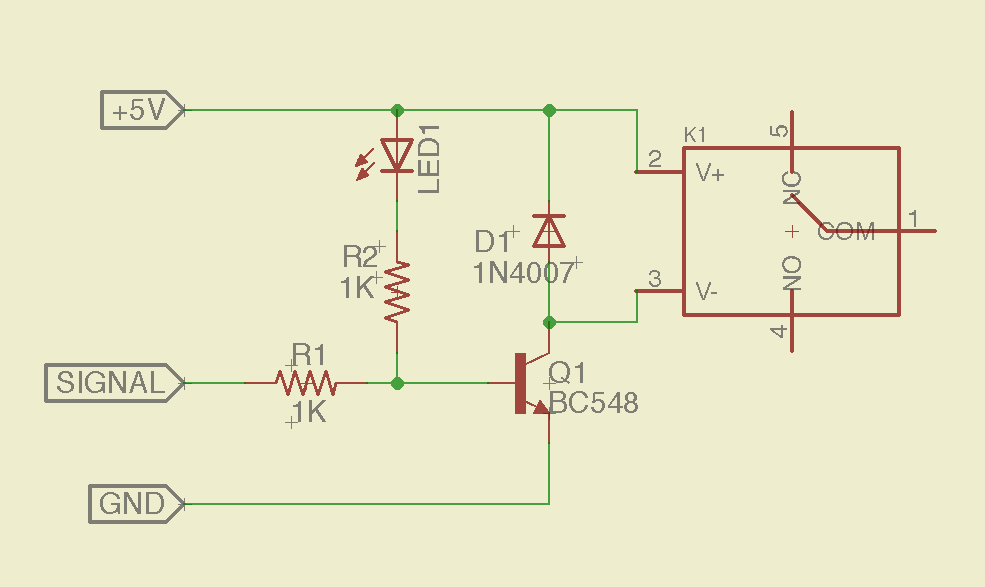 +5V
LED1
K1
5
2
V+
NC
1
COM
D1
1N4007
R2
1K
3
V-
NO
4
R1
1K
SIGNAL
Q1
BC548
GND